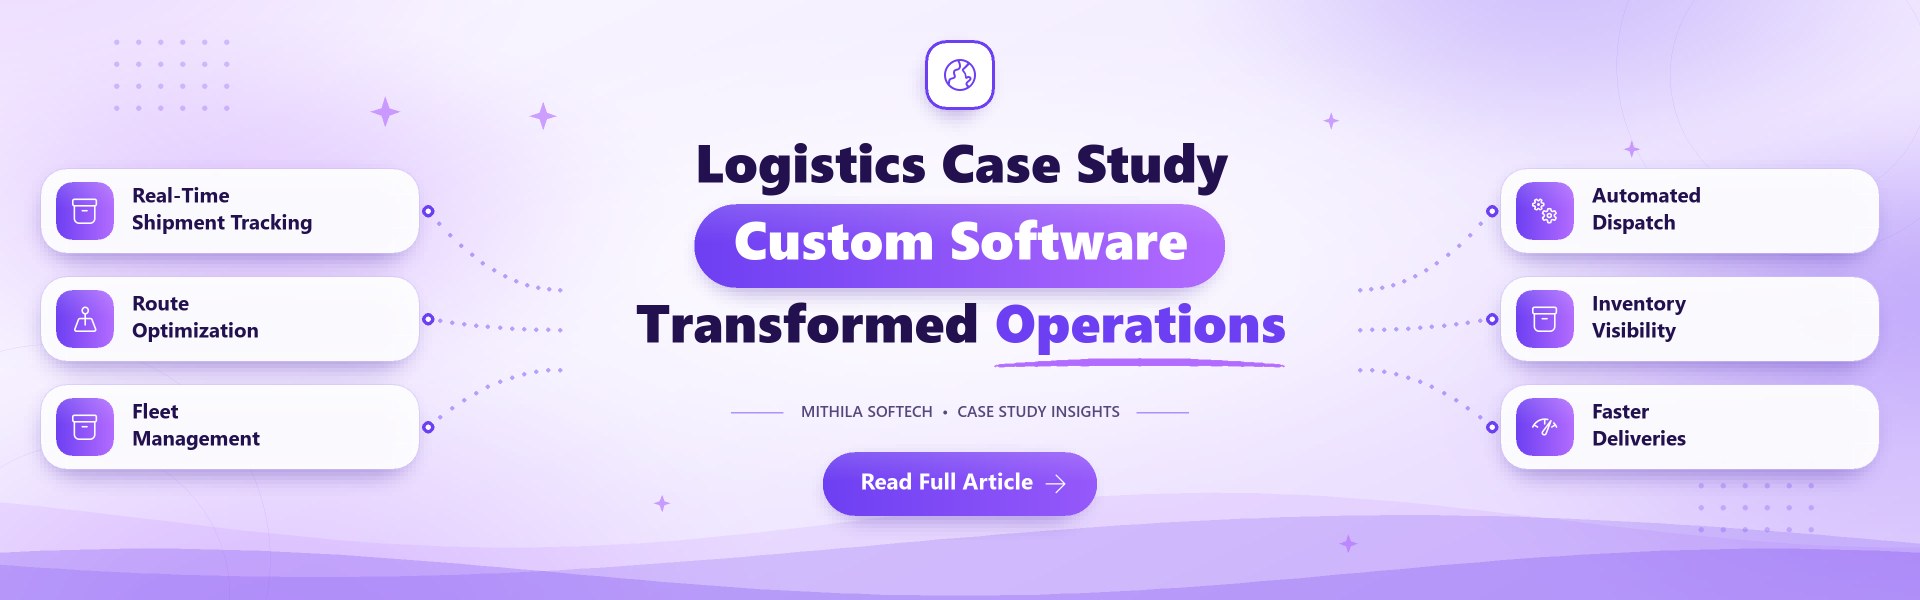 Logistics Case Study
Custom Software
Transformed Operations
MITHILA SOFTECH • CASE STUDY INSIGHTS
Read Full Article →
Real-Time
Shipment Tracking
Route
Optimization
Fleet
Management
Automated
Dispatch
Inventory
Visibility
Faster
Deliveries